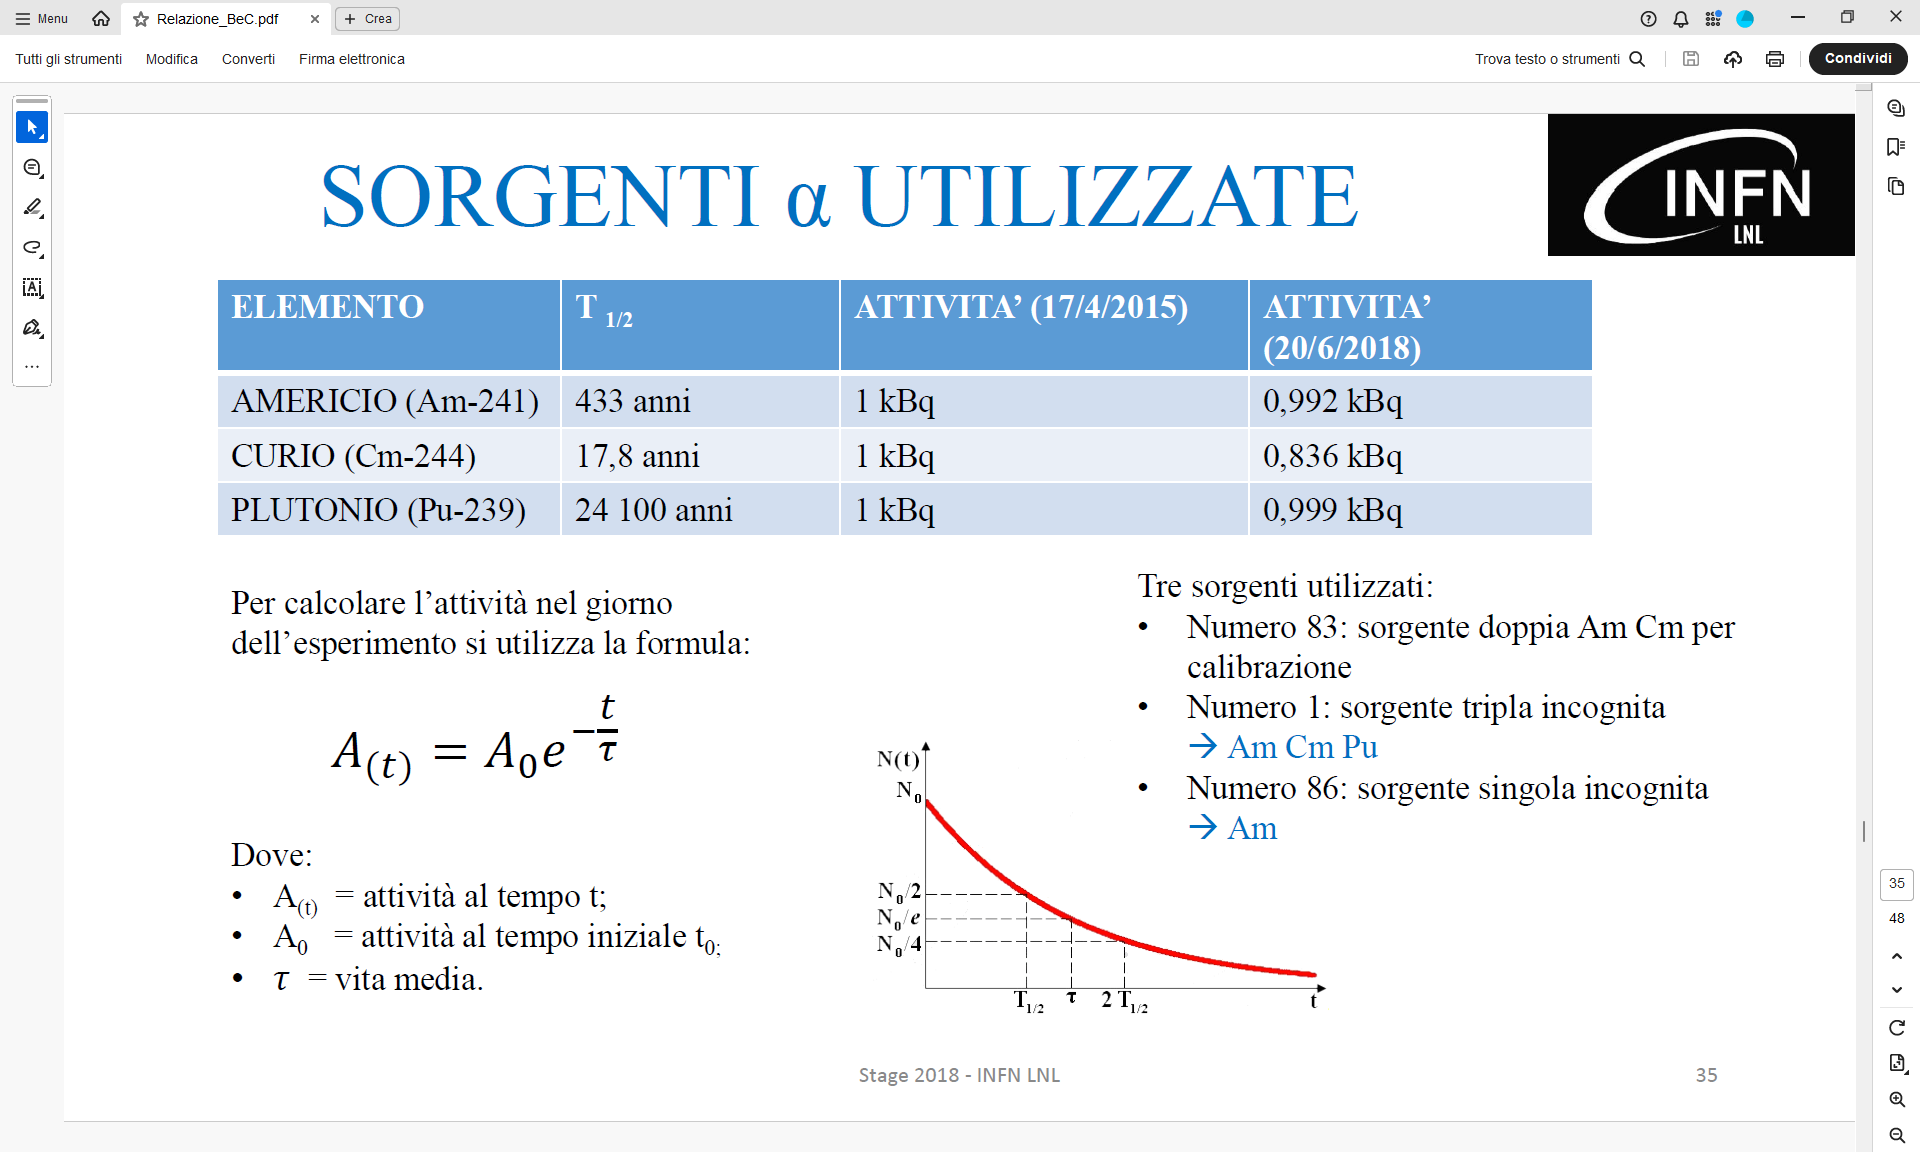 Menu
Relazione_BeC.pdf
Crea
Tutti gli strumenti
Modifica
Converti
Firma elettronica
Trova testo o strumenti
Condividi
SORGENTI α UTILIZZATE
INFN
LNL
ELEMENTO
T 1/2
ATTIVITA’ (17/4/2015)
ATTIVITA’
(20/6/2018)
AMERICIO (Am-241)
433 anni
1 kBq
0,992 kBq
CURIO (Cm-244)
17,8 anni
1 kBq
0,836 kBq
PLUTONIO (Pu-239)
24 100 anni
1 kBq
0,999 kBq
Per calcolare l’attività nel giorno
dell’esperimento si utilizza la formula:
A(t) = A0e−t/τ
Dove:
• A(t) = attività al tempo t;
• A0 = attività al tempo iniziale t0;
• τ = vita media.
N(t)
N0
N0/2
N0/e
N0/4
T1/2
τ
2 T1/2
t
Tre sorgenti utilizzati:
• Numero 83: sorgente doppia Am Cm per
calibrazione
• Numero 1: sorgente tripla incognita
→ Am Cm Pu
• Numero 86: sorgente singola incognita
→ Am
Stage 2018 - INFN LNL
35
35
48